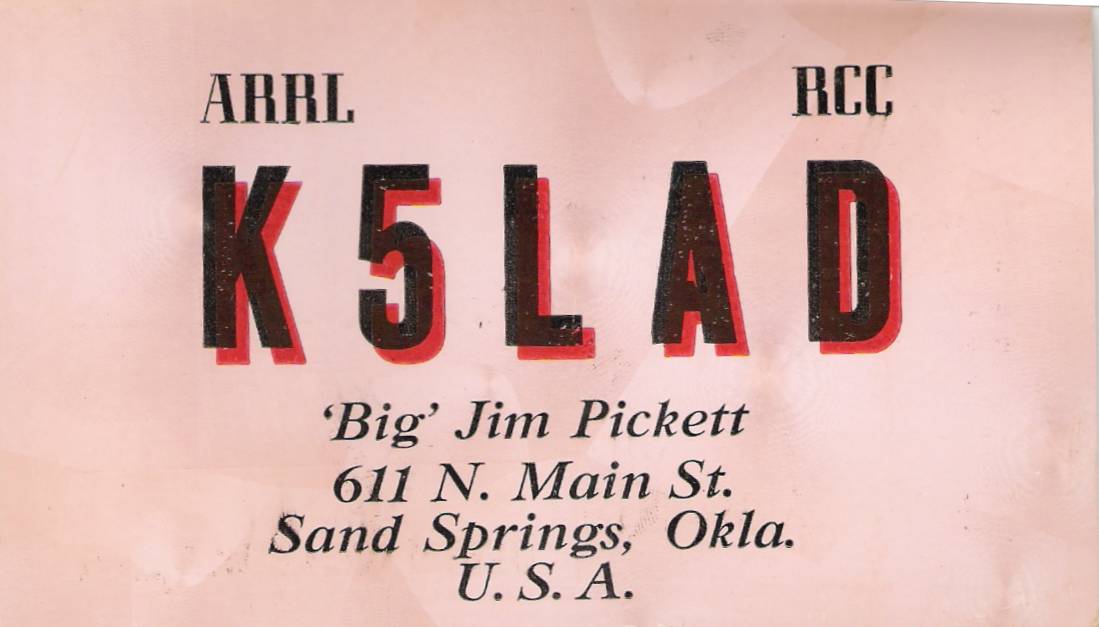 ARRL RCC
K5LAD
‘Big’ Jim Pickett
611 N. Main St.
Sand Springs, Okla.
U. S. A.